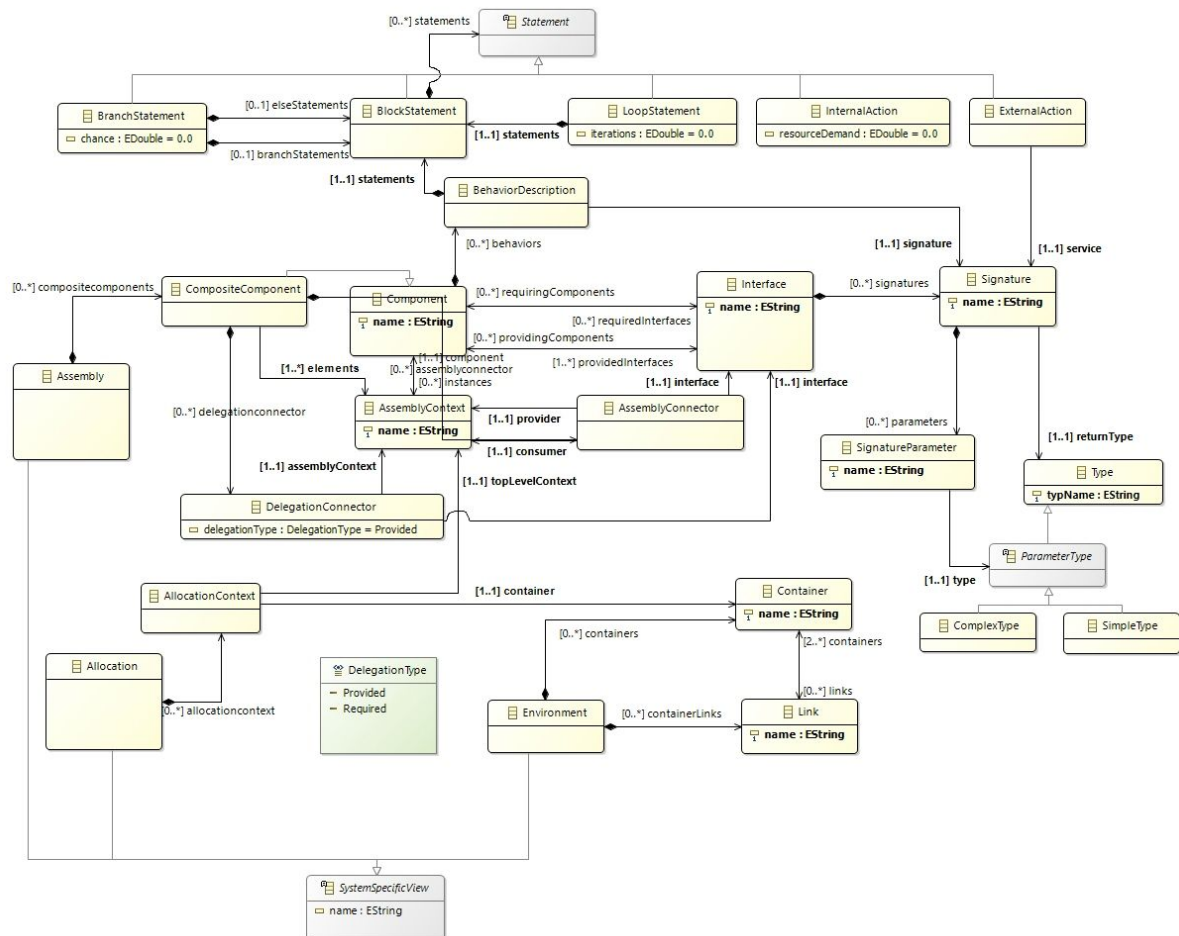 [0..*] statements
Statement
[0..1] elseStatements
BranchStatement
chance : EDouble = 0.0
BlockStatement
LoopStatement
iterations : EDouble = 0.0
InternalAction
resourceDemand : EDouble = 0.0
ExternalAction
[1..1] statements
[0..1] branchStatements
[1..1] statements
BehaviorDescription
[0..*] behaviors
[1..1] signature
[1..1] service
[0..*] compositecomponents
CompositeComponent
Component
name : EString
[0..*] requiringComponents
[0..*] requiredInterfaces
[0..*] providingComponents
[1..*] providedInterfaces
Interface
name : EString
[0..*] signatures
Signature
name : EString
[1..1] component
[0..*] assemblyconnector
[0..*] instances
[1..1] interface
[1..1] interface
Assembly
[1..*] elements
[0..*] delegationconnector
AssemblyContext
name : EString
[1..1] provider
AssemblyConnector
[1..1] consumer
[0..*] parameters
[1..1] returnType
SignatureParameter
name : EString
[1..1] assemblyContext
[1..1] topLevelContext
Type
typName : EString
DelegationConnector
delegationType : DelegationType = Provided
ParameterType
[1..1] type
AllocationContext
[1..1] container
Container
name : EString
ComplexType
SimpleType
[0..*] containers
[2..*] containers
Allocation
DelegationType
Provided
Required
[0..*] links
[0..*] allocationcontext
Environment
[0..*] containerLinks
Link
name : EString
SystemSpecificView
name : EString